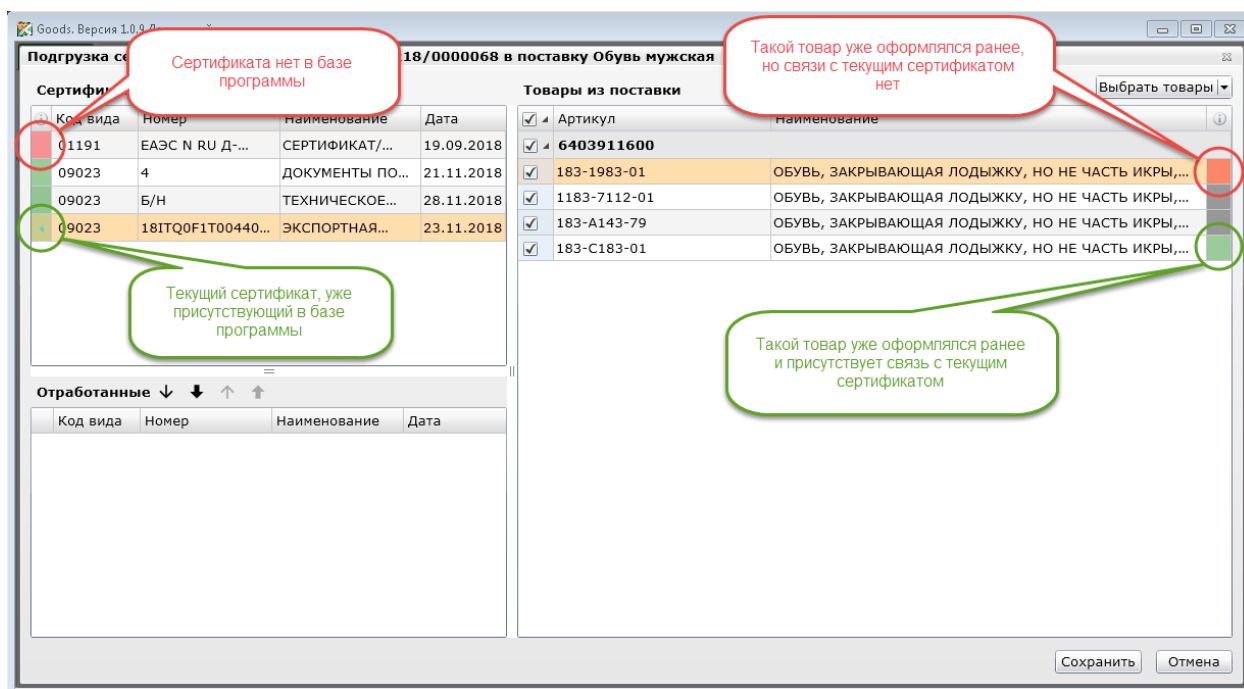 Goods. Версия 1.0.9
Подгрузка 18/0000068 в поставку Обувь мужская
Сертификата нет в базе
программы
Такой товар уже оформлялся ранее,
но связи с текущим сертификатом
нет
Товары из поставки
Выбрать товары
Код вида Номер Наименование Дата
01191 ЕАЭС N RU Д-... СЕРТИФИКАТ/... 19.09.2018
09023 4 ДОКУМЕНТЫ ПО... 21.11.2018
09023 Б/Н ТЕХНИЧЕСКОЕ... 28.11.2018
09023 18ITQ0F1T00440... ЭКСПОРТНАЯ... 23.11.2018
Артикул Наименование
6403911600
183-1983-01 ОБУВЬ, ЗАКРЫВАЮЩАЯ ЛОДЫЖКУ, НО НЕ ЧАСТЬ ИКРЫ,...
1183-7112-01 ОБУВЬ, ЗАКРЫВАЮЩАЯ ЛОДЫЖКУ, НО НЕ ЧАСТЬ ИКРЫ,...
183-A143-79 ОБУВЬ, ЗАКРЫВАЮЩАЯ ЛОДЫЖКУ, НО НЕ ЧАСТЬ ИКРЫ,...
183-C183-01 ОБУВЬ, ЗАКРЫВАЮЩАЯ ЛОДЫЖКУ, НО НЕ ЧАСТЬ ИКРЫ,...
Текущий сертификат, уже
присутствующий в базе
программы
Такой товар уже оформлялся ранее
и присутствует связь с текущим
сертификатом
Отработанные
Код вида Номер Наименование Дата
Сохранить Отмена